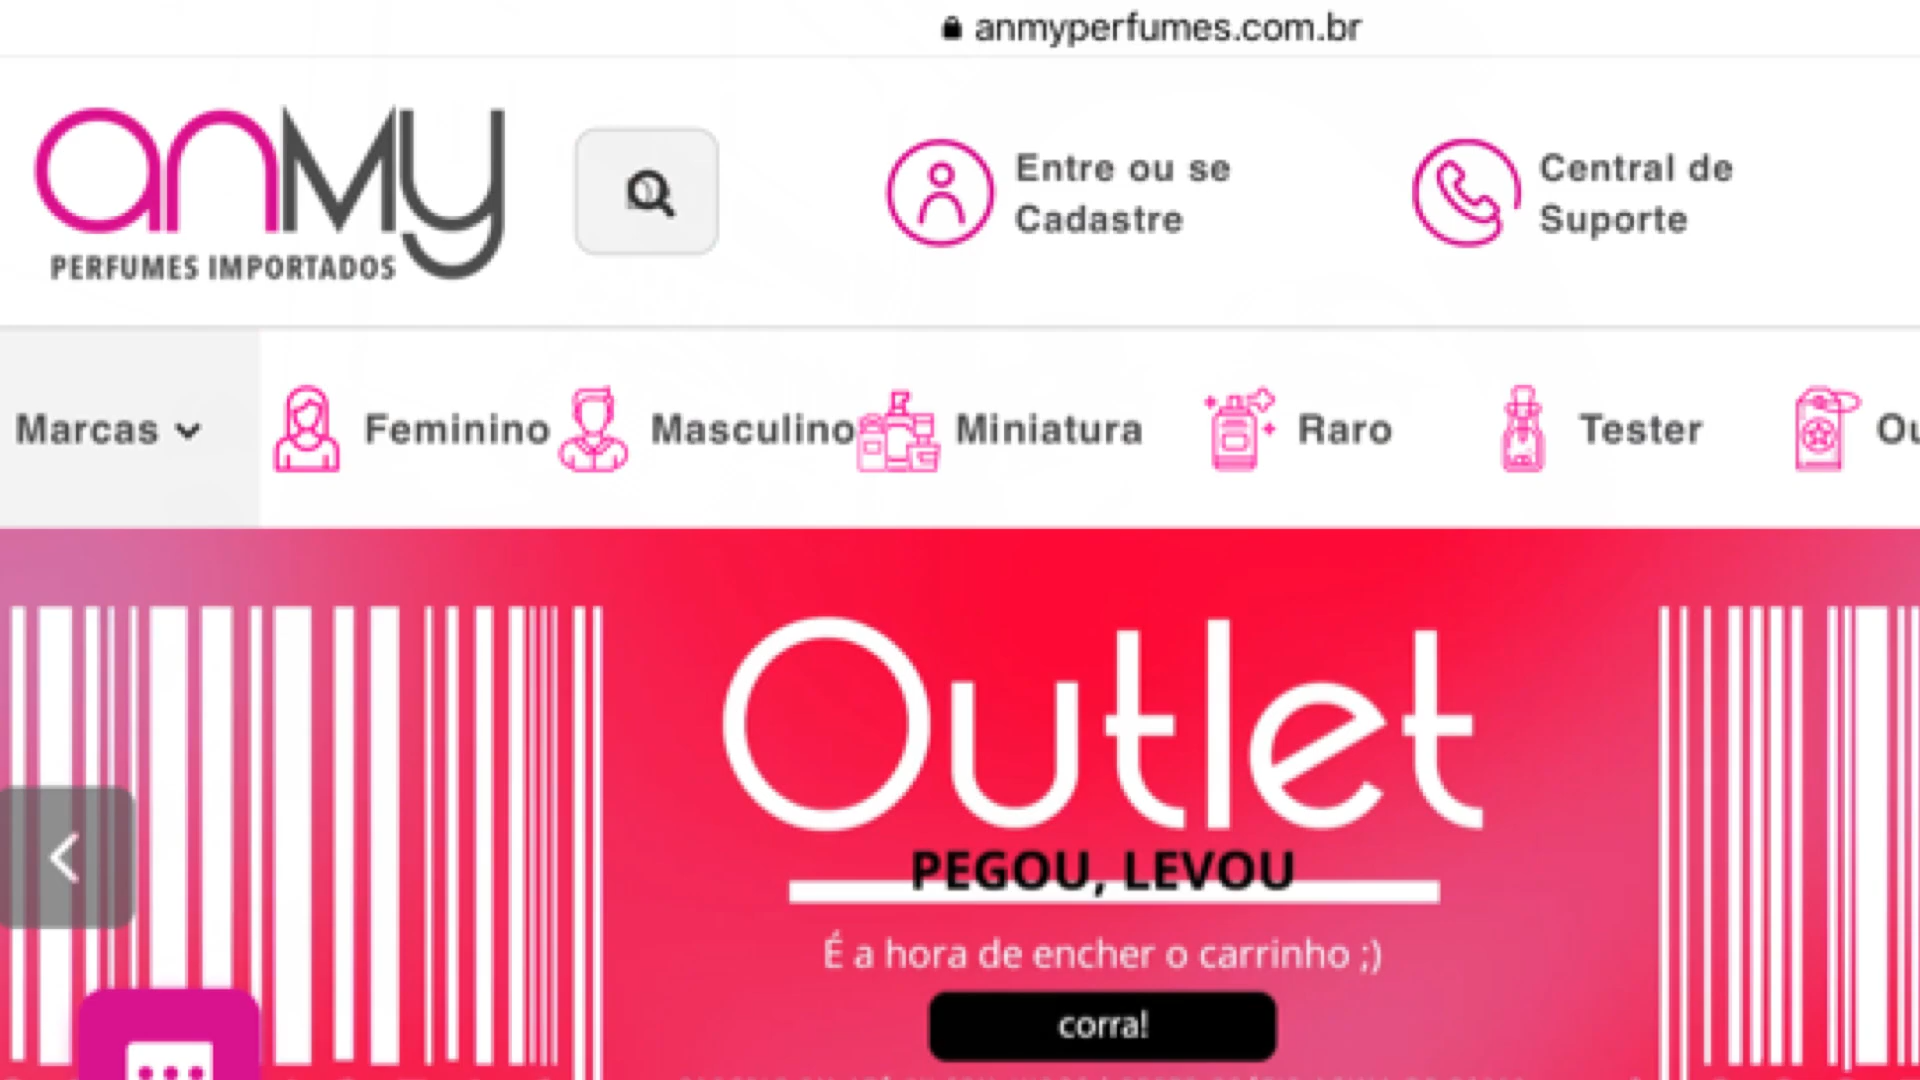 anmyperfumes.com.br
anMy
PERFUMES IMPORTADOS
Entre ou se
Cadastre
Central de
Suporte
Marcas
Feminino
Masculino
Miniatura
Raro
Tester
Ou
Outlet
PEGOU, LEVOU
É a hora de encher o carrinho ;)
corra!